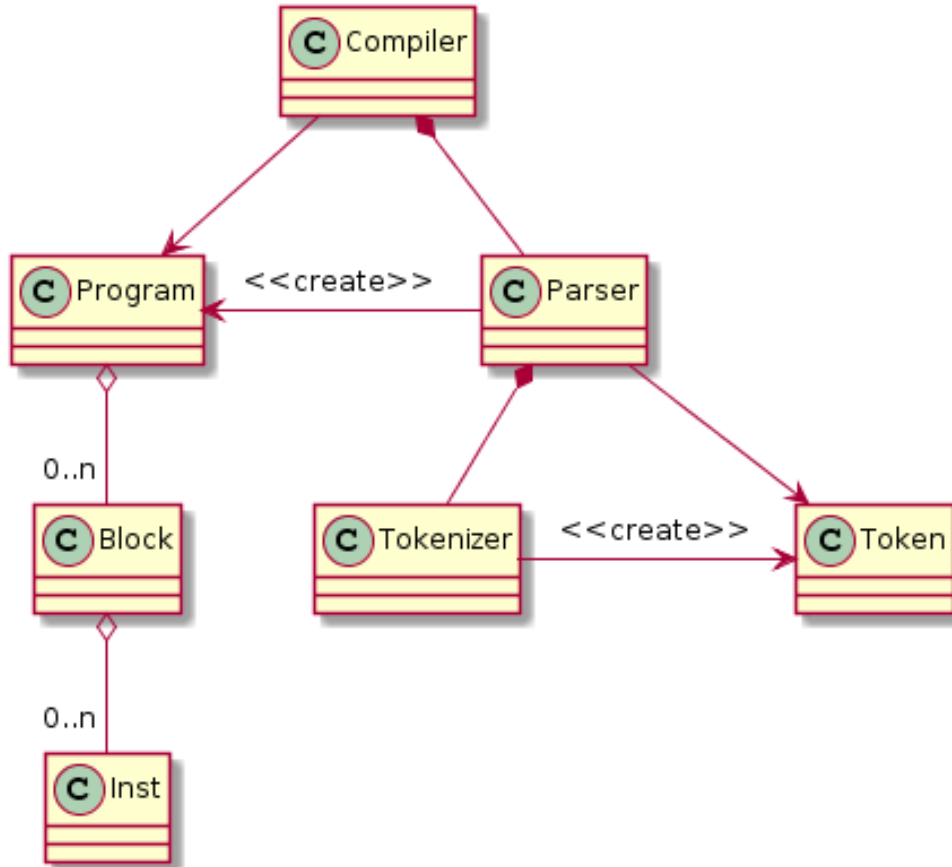 C Compiler
C Program
<<create>>
C Parser
0..n
C Block
C Tokenizer
<<create>>
C Token
0..n
C Inst